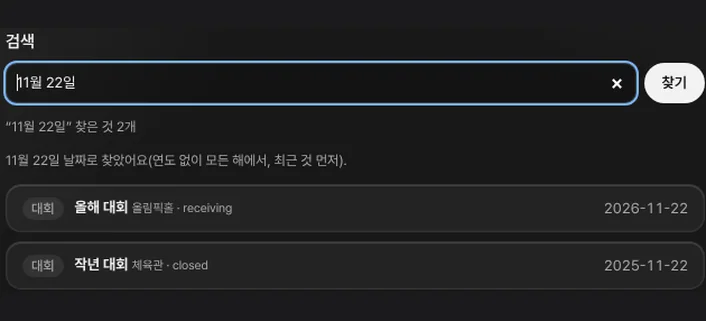 검색
11월 22일 ×
찾기
“11월 22일” 찾은 것 2개
11월 22일 날짜로 찾았어요(연도 없이 모든 해에서, 최근 것 먼저).
대회 올해 대회 올림픽홀 · receiving 2026-11-22
대회 작년 대회 체육관 · closed 2025-11-22